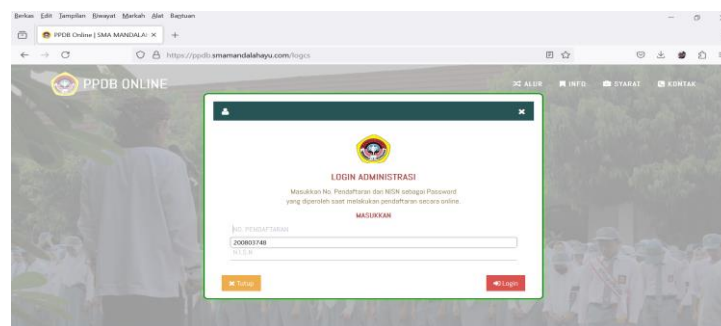 Berkas Edit Tampilan Riwayat Markah Alat Bantuan
PPDB Online | SMA MANDALA
https://ppdb.smamandalahayu.com/logcs
PPDB ONLINE
ALUR INFO SYARAT KONTAK
LOGIN ADMINISTRASI
Masukkan No. Pendaftaran dan NISN sebagai Password
yang diperoleh saat melakukan pendaftaran secara online.
MASUKKAN
NO. PENDAFTARAN
200803748
N.I.S.N
Tutup Login